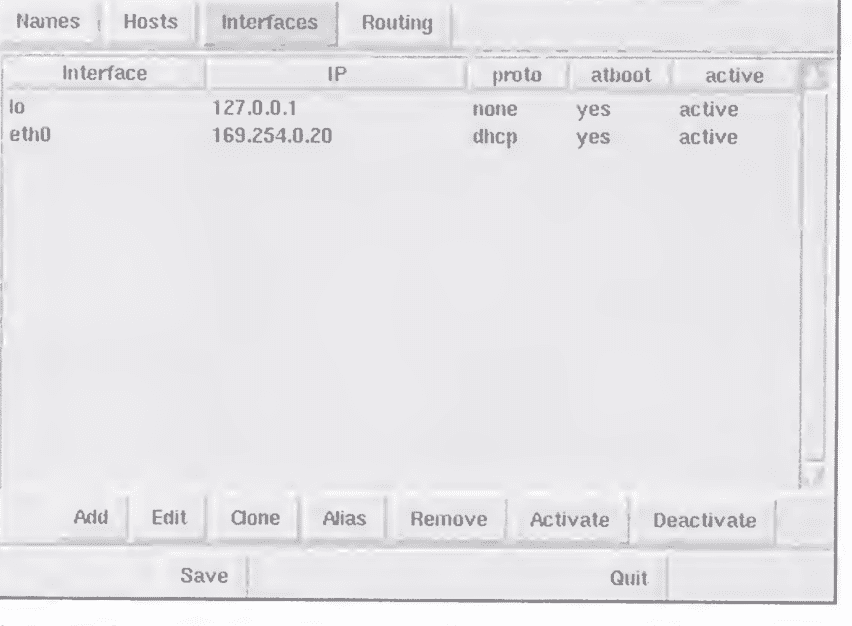 Names Hosts Interfaces Routing
Interface IP proto atboot active
lo 127.0.0.1 none yes active
eth0 169.254.0.20 dhcp yes active
Add Edit Clone Alias Remove Activate Deactivate
Save Quit